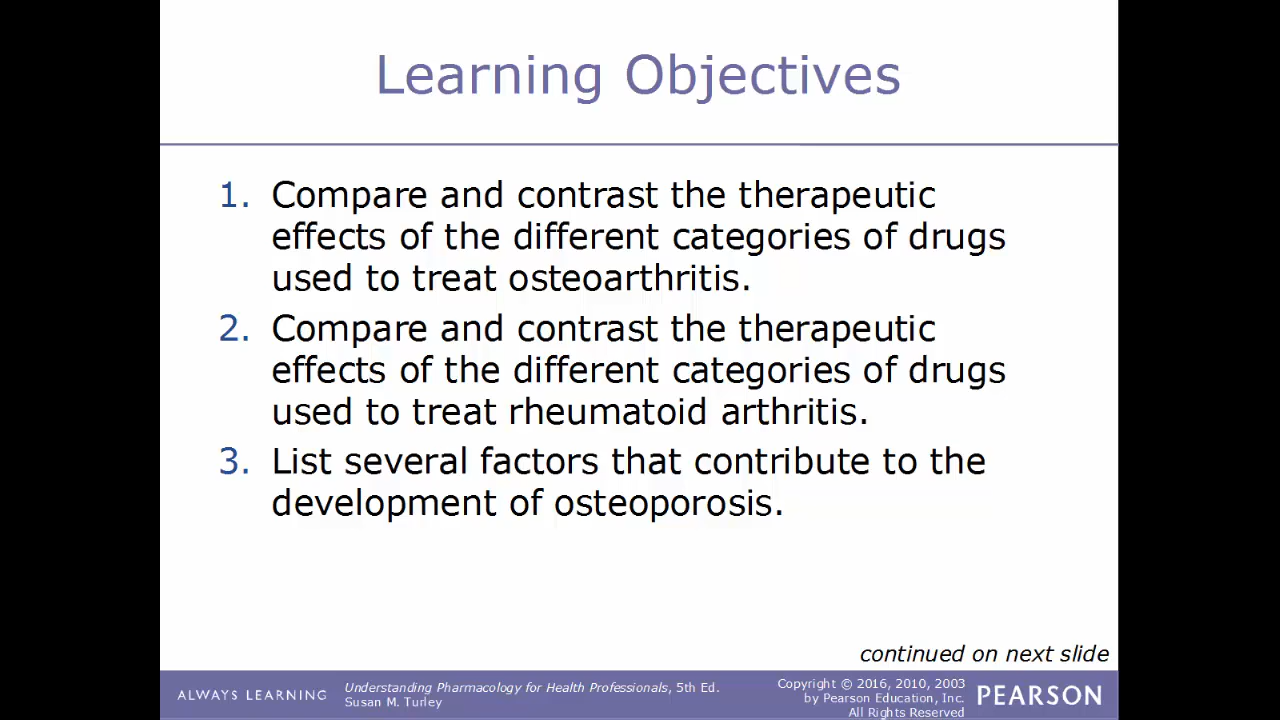 Learning Objectives
1. Compare and contrast the therapeutic
effects of the different categories of drugs
used to treat osteoarthritis.
2. Compare and contrast the therapeutic
effects of the different categories of drugs
used to treat rheumatoid arthritis.
3. List several factors that contribute to the
development of osteoporosis.
continued on next slide
ALWAYS LEARNING
Understanding Pharmacology for Health Professionals, 5th Ed.
Susan M. Turley
Copyright © 2016, 2010, 2003
by Pearson Education, Inc.
All Rights Reserved
PEARSON